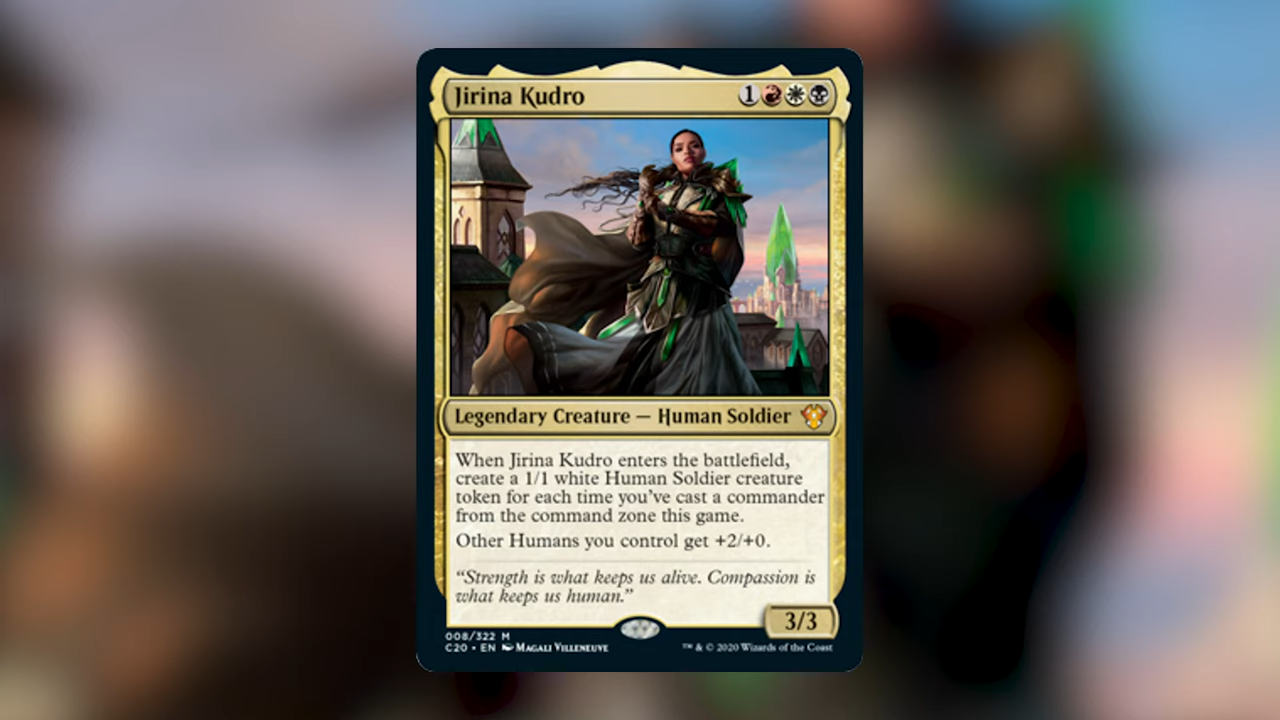 Jirina Kudro 1
Legendary Creature — Human Soldier
When Jirina Kudro enters the battlefield,
create a 1/1 white Human Soldier creature
token for each time you’ve cast a commander
from the command zone this game.
Other Humans you control get +2/+0.
“Strength is what keeps us alive. Compassion is
what keeps us human.”
3/3
008/322 M
C20 • EN Magali Villeneuve
™ & © 2020 Wizards of the Coast